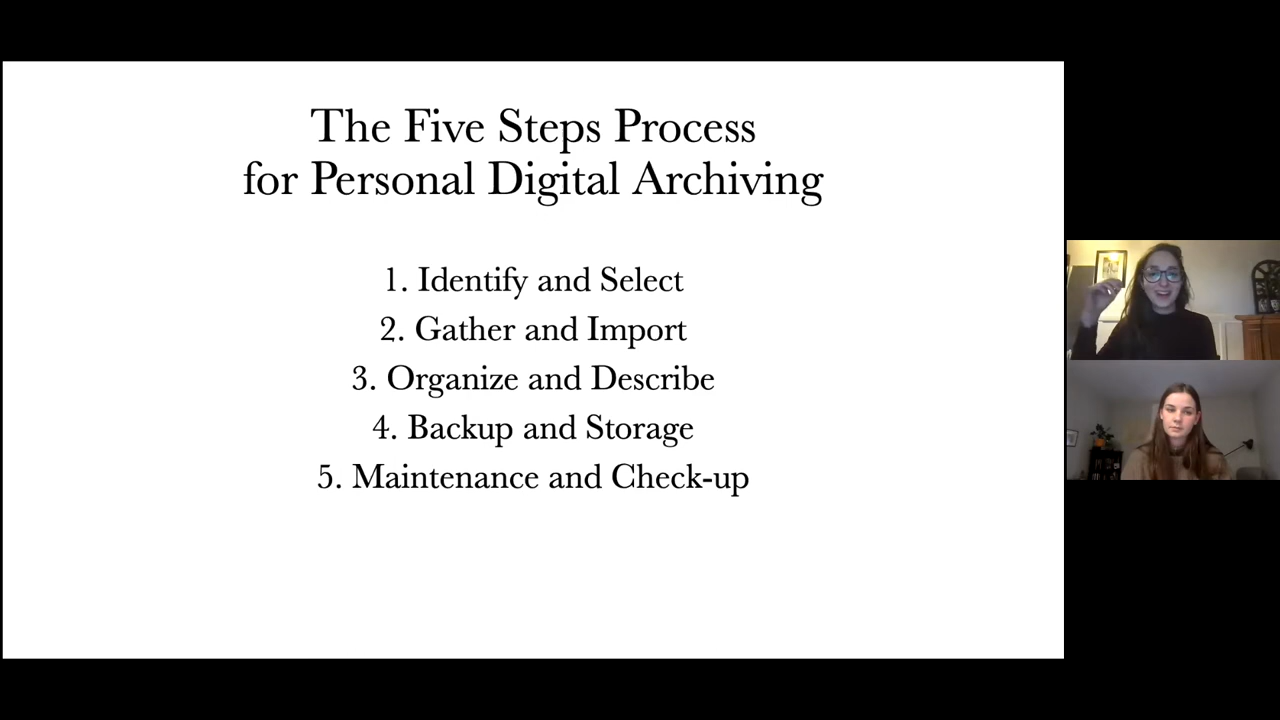 The Five Steps Process
for Personal Digital Archiving
1. Identify and Select
2. Gather and Import
3. Organize and Describe
4. Backup and Storage
5. Maintenance and Check-up